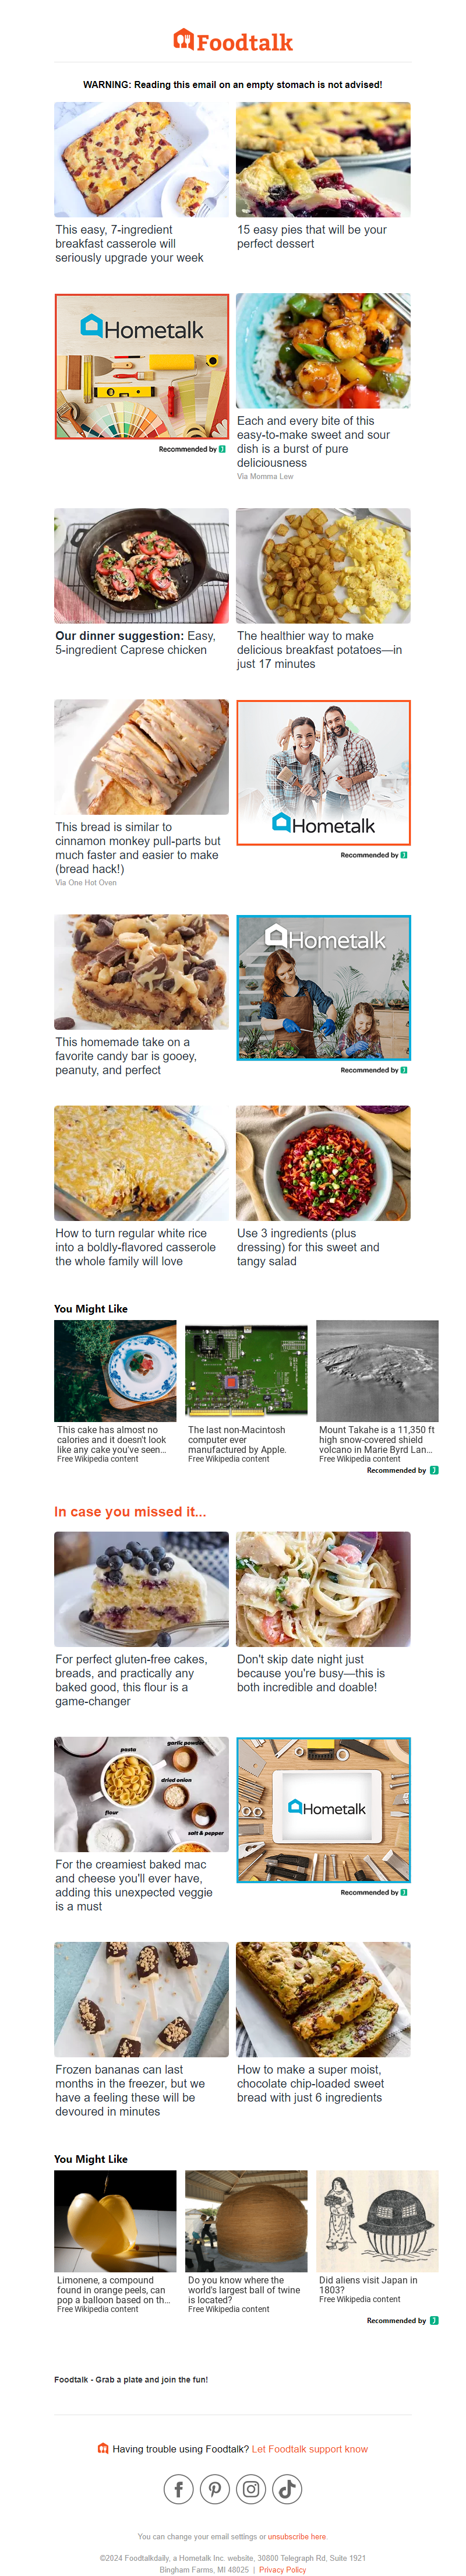 Foodtalk
WARNING: Reading this email on an empty stomach is not advised!
This easy, 7-ingredient
breakfast casserole will
seriously upgrade your week
15 easy pies that will be your
perfect dessert
Hometalk
Recommended by
Each and every bite of this
easy-to-make sweet and sour
dish is a burst of pure
deliciousness
Via Momma Lew
Our dinner suggestion: Easy,
5-ingredient Caprese chicken
The healthier way to make
delicious breakfast potatoes—in
just 17 minutes
This bread is similar to
cinnamon monkey pull-parts but
much faster and easier to make
(bread hack!)
Via One Hot Oven
Hometalk
Recommended by
This homemade take on a
favorite candy bar is gooey,
peanuty, and perfect
Hometalk
Recommended by
How to turn regular white rice
into a boldly-flavored casserole
the whole family will love
Use 3 ingredients (plus
dressing) for this sweet and
tangy salad
You Might Like
This cake has almost no
calories and it doesn't look
like any cake you've seen...
Free Wikipedia content
The last non-Macintosh
computer ever
manufactured by Apple.
Free Wikipedia content
Mount Takahe is a 11,350 ft
high snow-covered shield
volcano in Marie Byrd Lan...
Free Wikipedia content
Recommended by
In case you missed it...
For perfect gluten-free cakes,
breads, and practically any
baked good, this flour is a
game-changer
Don't skip date night just
because you're busy—this is
both incredible and doable!
garlic powder
pasta
dried onion
flour
salt & pepper
For the creamiest baked mac
and cheese you'll ever have,
adding this unexpected veggie
is a must
Hometalk
Recommended by
Frozen bananas can last
months in the freezer, but we
have a feeling these will be
devoured in minutes
How to make a super moist,
chocolate chip-loaded sweet
bread with just 6 ingredients
You Might Like
Limonene, a compound
found in orange peels, can
pop a balloon based on th...
Free Wikipedia content
Do you know where the
world's largest ball of twine
is located?
Free Wikipedia content
Did aliens visit Japan in
1803?
Free Wikipedia content
Recommended by
Foodtalk - Grab a plate and join the fun!
Having trouble using Foodtalk? Let Foodtalk support know
You can change your email settings or unsubscribe here.
©2024 Foodtalkdaily, a Hometalk Inc. website, 30800 Telegraph Rd, Suite 1921
Bingham Farms, MI 48025 | Privacy Policy